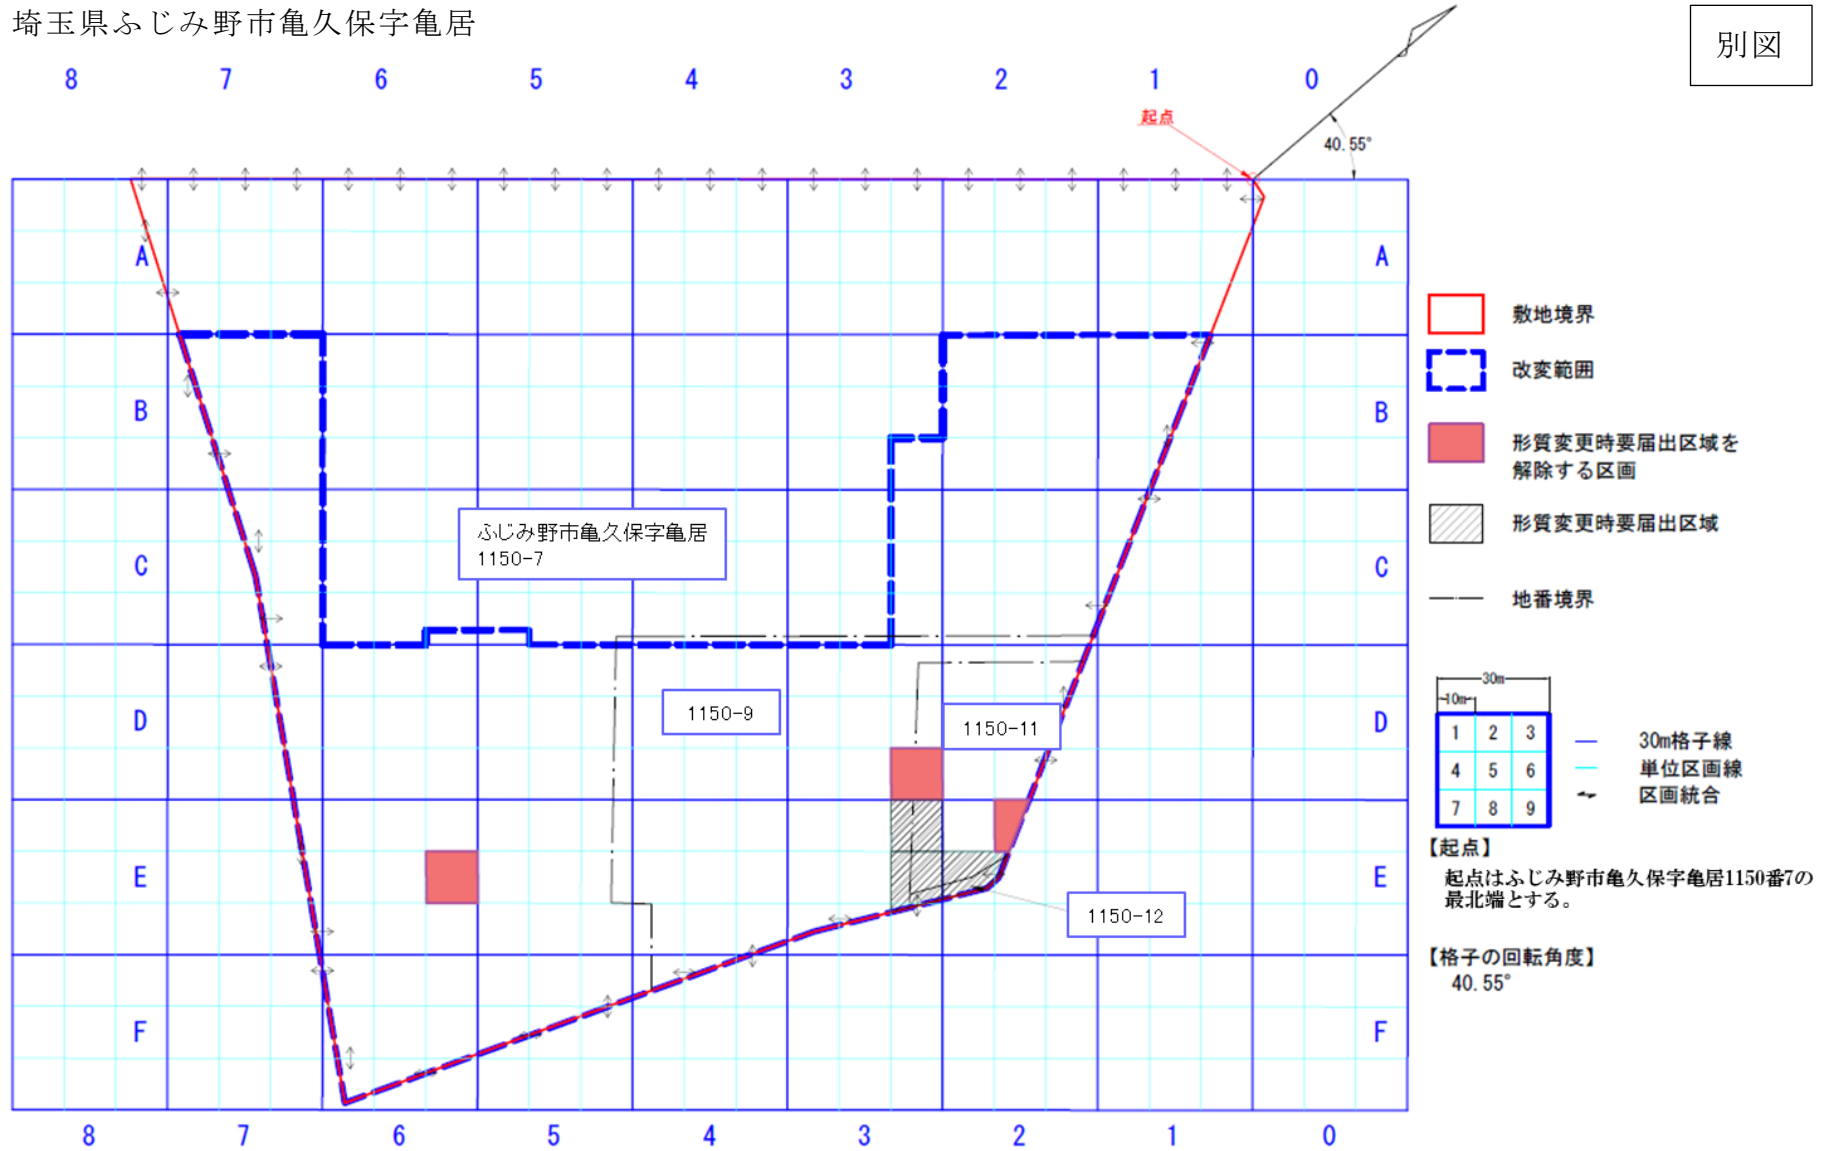 埼玉県ふじみ野市亀久保字亀居
別図
8 7 6 5 4 3 2 1 0
起点
40.55°
A A
B B
C C
D D
E E
F F
ふじみ野市亀久保字亀居
1150-7
1150-9
1150-11
1150-12
8 7 6 5 4 3 2 1 0
敷地境界
改変範囲
形質変更時要届出区域を
解除する区画
形質変更時要届出区域
地番境界
30m
10m
1 2 3
4 5 6
7 8 9
30m格子線
単位区画線
区画統合
【起点】
起点はふじみ野市亀久保字亀居1150番7の
最北端とする。
【格子の回転角度】
40.55°